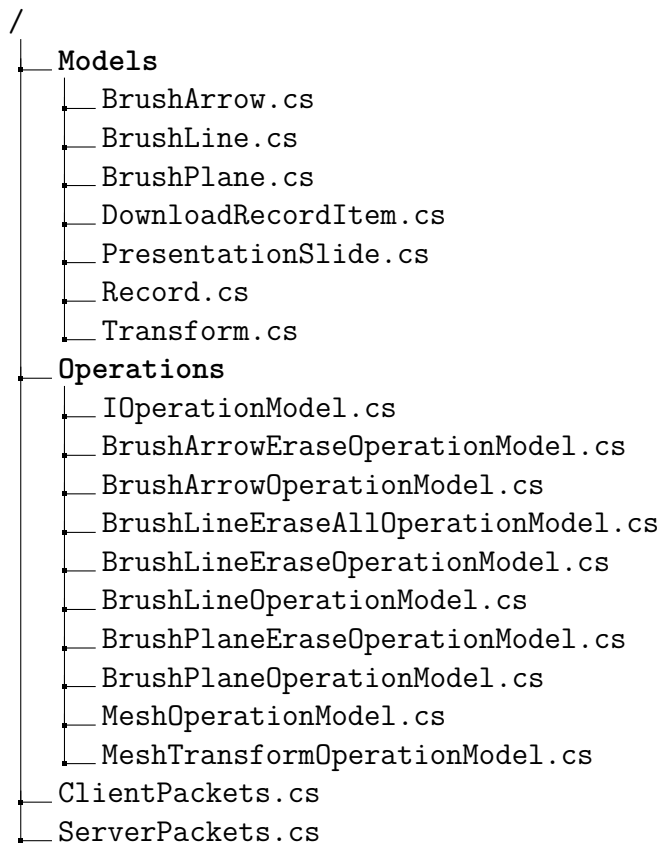 /
Models
BrushArrow.cs
BrushLine.cs
BrushPlane.cs
DownloadRecordItem.cs
PresentationSlide.cs
Record.cs
Transform.cs
Operations
IOperationModel.cs
BrushArrowEraseOperationModel.cs
BrushArrowOperationModel.cs
BrushLineEraseAllOperationModel.cs
BrushLineEraseOperationModel.cs
BrushLineOperationModel.cs
BrushPlaneEraseOperationModel.cs
BrushPlaneOperationModel.cs
MeshOperationModel.cs
MeshTransformOperationModel.cs
ClientPackets.cs
ServerPackets.cs